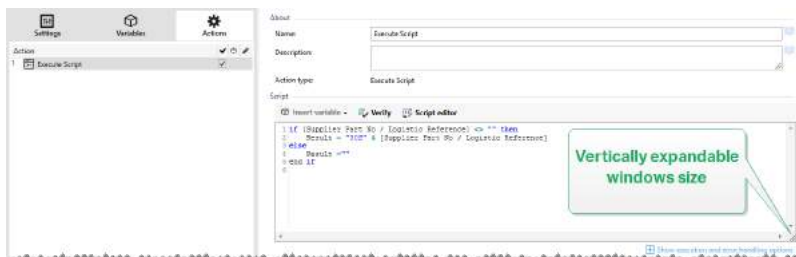 Settings
Variables
Actions
Action
1 Execute Script
About
Name:
Execute Script
Description:
Action type:
Execute Script
Script
Insert variable
Verify
Script editor
1 if [Supplier Part No / Logistic Reference] <> "" then
2 Result = & [Supplier Part No / Logistic Reference]
3 else
4 Result =""
5 end if
6
Vertically expandable
windows size
Show execution and error handling options